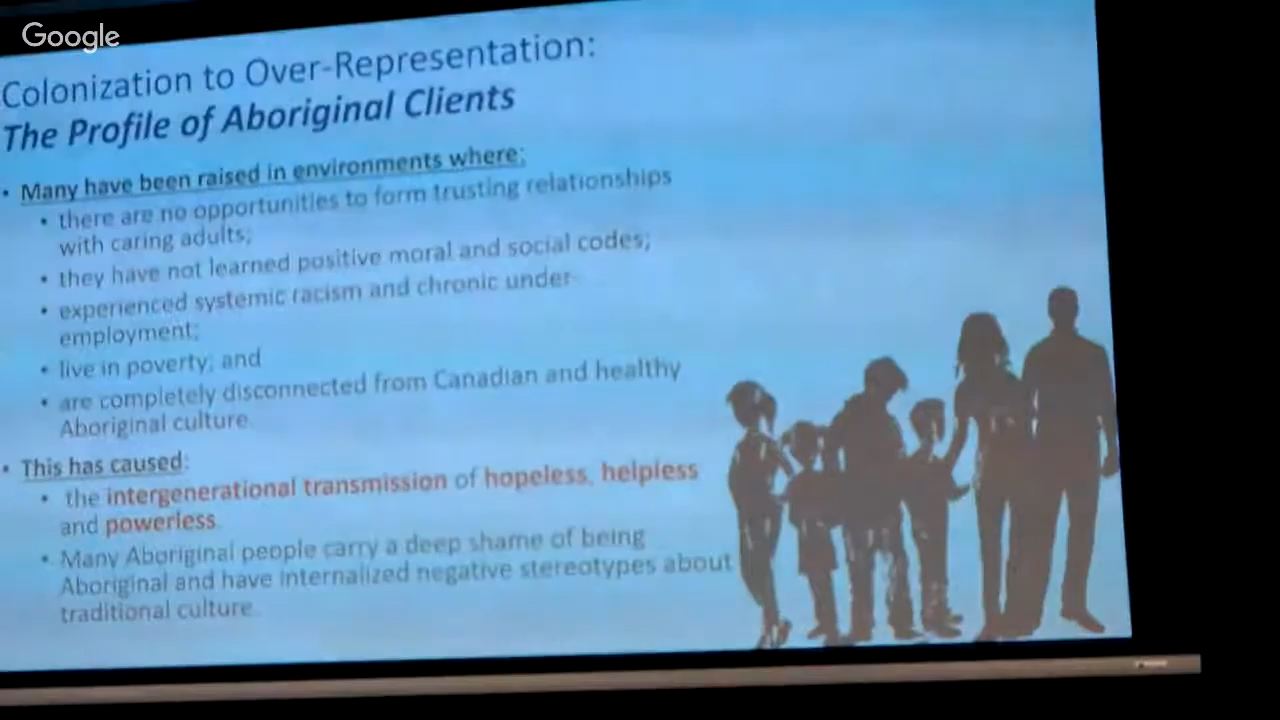 Google
Colonization to Over-Representation:
The Profile of Aboriginal Clients
• Many have been raised in environments where:
• there are no opportunities to form trusting relationships
with caring adults;
• they have not learned positive moral and social codes;
• experienced systemic racism and chronic under-
employment;
• live in poverty; and
• are completely disconnected from Canadian and healthy
Aboriginal culture.
• This has caused:
• the intergenerational transmission of hopeless, helpless
and powerless.
• Many Aboriginal people carry a deep shame of being
Aboriginal and have internalized negative stereotypes about
traditional culture.